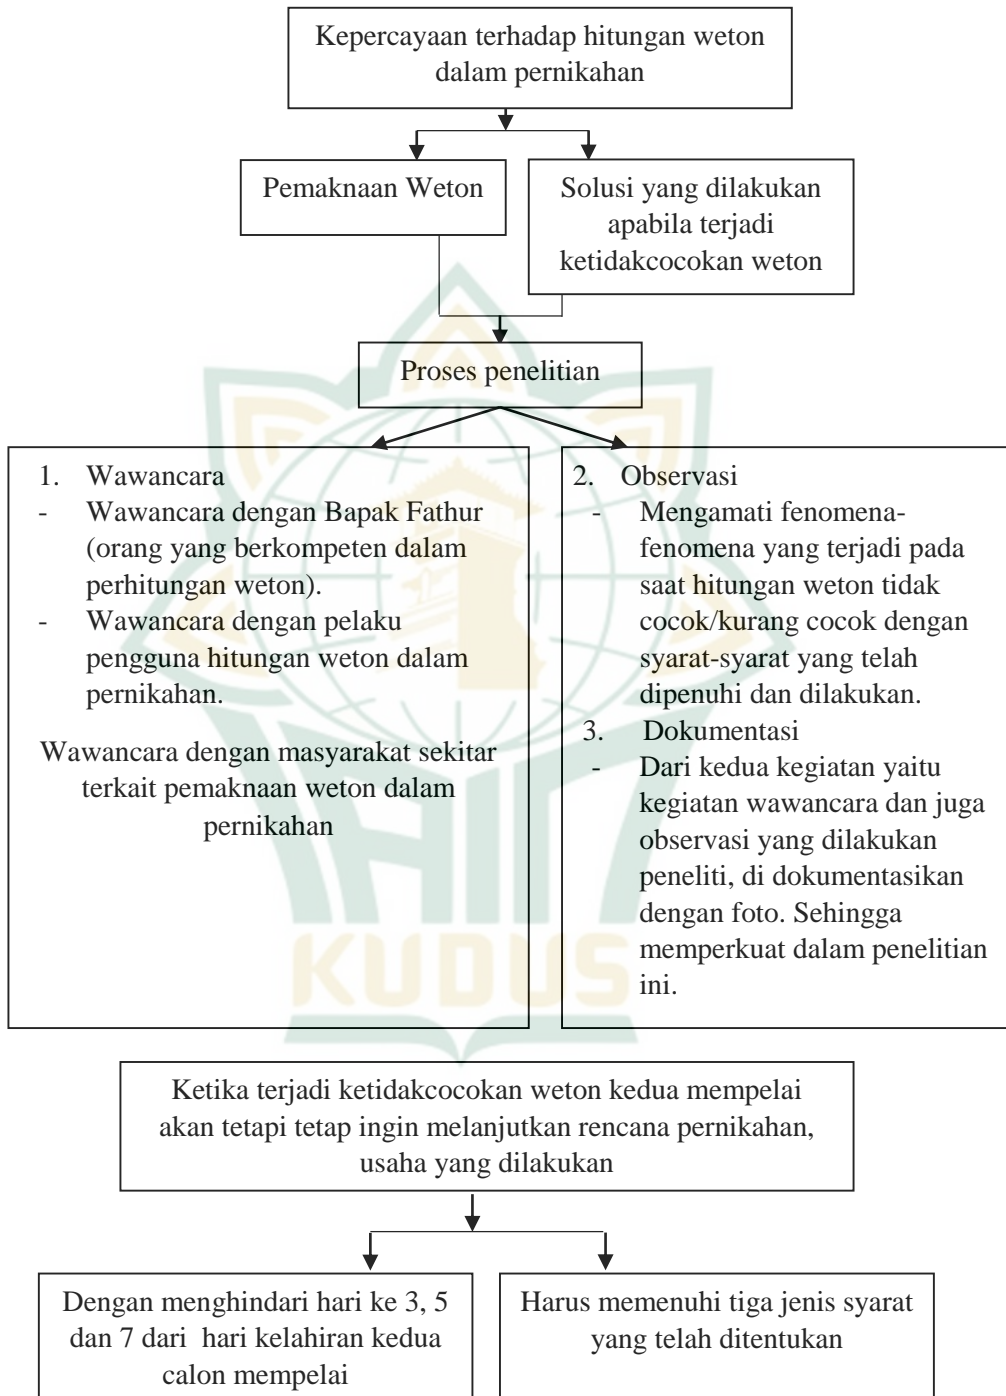 Kepercayaan terhadap hitungan weton
dalam pernikahan
Pemaknaan Weton
Solusi yang dilakukan
apabila terjadi
ketidakcocokan weton
Proses penelitian
1. Wawancara
- Wawancara dengan Bapak Fathur
(orang yang berkompeten dalam
perhitungan weton).
- Wawancara dengan pelaku
pengguna hitungan weton dalam
pernikahan.
Wawancara dengan masyarakat sekitar
terkait pemaknaan weton dalam
pernikahan
2. Observasi
- Mengamati fenomena-
fenomena yang terjadi pada
saat hitungan weton tidak
cocok/kurang cocok dengan
syarat-syarat yang telah
dipenuhi dan dilakukan.
3. Dokumentasi
- Dari kedua kegiatan yaitu
kegiatan wawancara dan juga
observasi yang dilakukan
peneliti, di dokumentasikan
dengan foto. Sehingga
memperkuat dalam penelitian
ini.
KUDUS
Ketika terjadi ketidakcocokan weton kedua mempelai
akan tetapi tetap ingin melanjutkan rencana pernikahan,
usaha yang dilakukan
Dengan menghindari hari ke 3, 5
dan 7 dari hari kelahiran kedua
calon mempelai
Harus memenuhi tiga jenis syarat
yang telah ditentukan